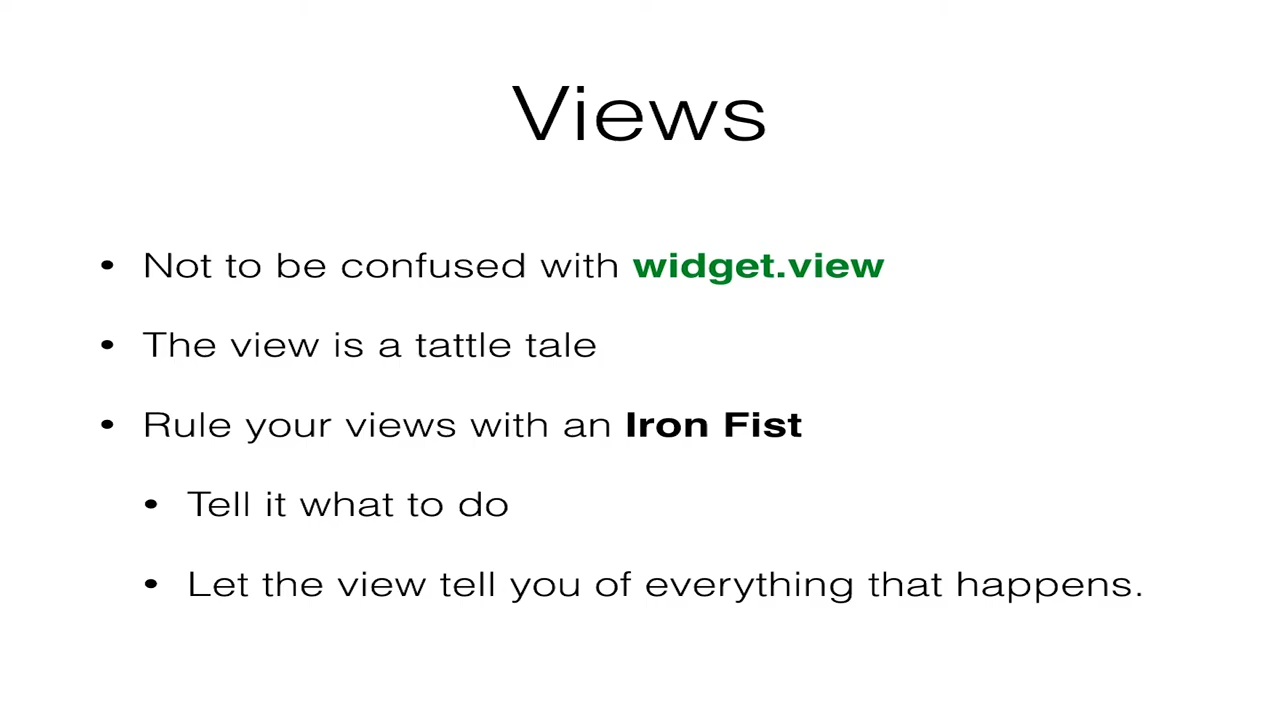 Views
• Not to be confused with widget.view
• The view is a tattle tale
• Rule your views with an Iron Fist
• Tell it what to do
• Let the view tell you of everything that happens.